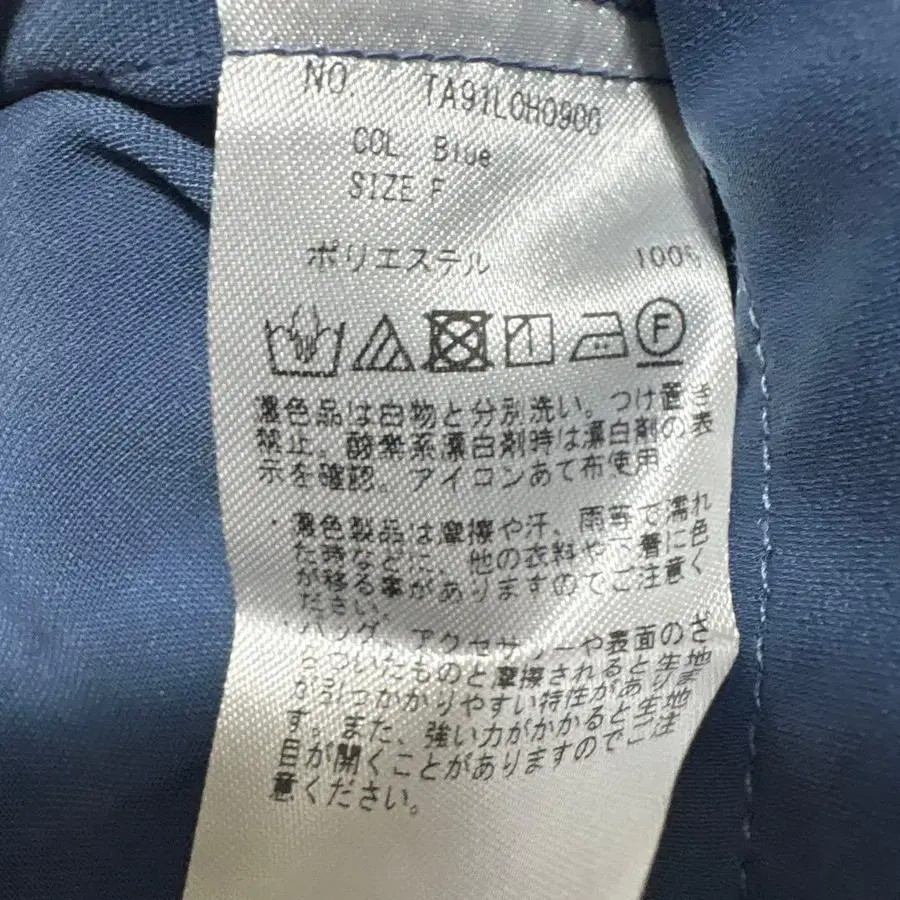 NO. TA91L0H0900
COL Blue
SIZE F
ポリエステル 100%
F
濃色品は白物と分別洗い。つけ置き
禁止。酸素系漂白剤時は漂白剤の表
示を確認。アイロンあて布使用。
・濃色製品は摩擦や汗、雨等で濡れ
た時などに、他の衣料や下着に色
が移る事がありますのでご注意く
ださい。
・バッグ、アクセサリーや表面のざ
らついたものと摩擦されると生地
が引っかかりやすい特性がありま
す。また、強い力がかかると生地
目が開くことがありますのでご注
意ください。